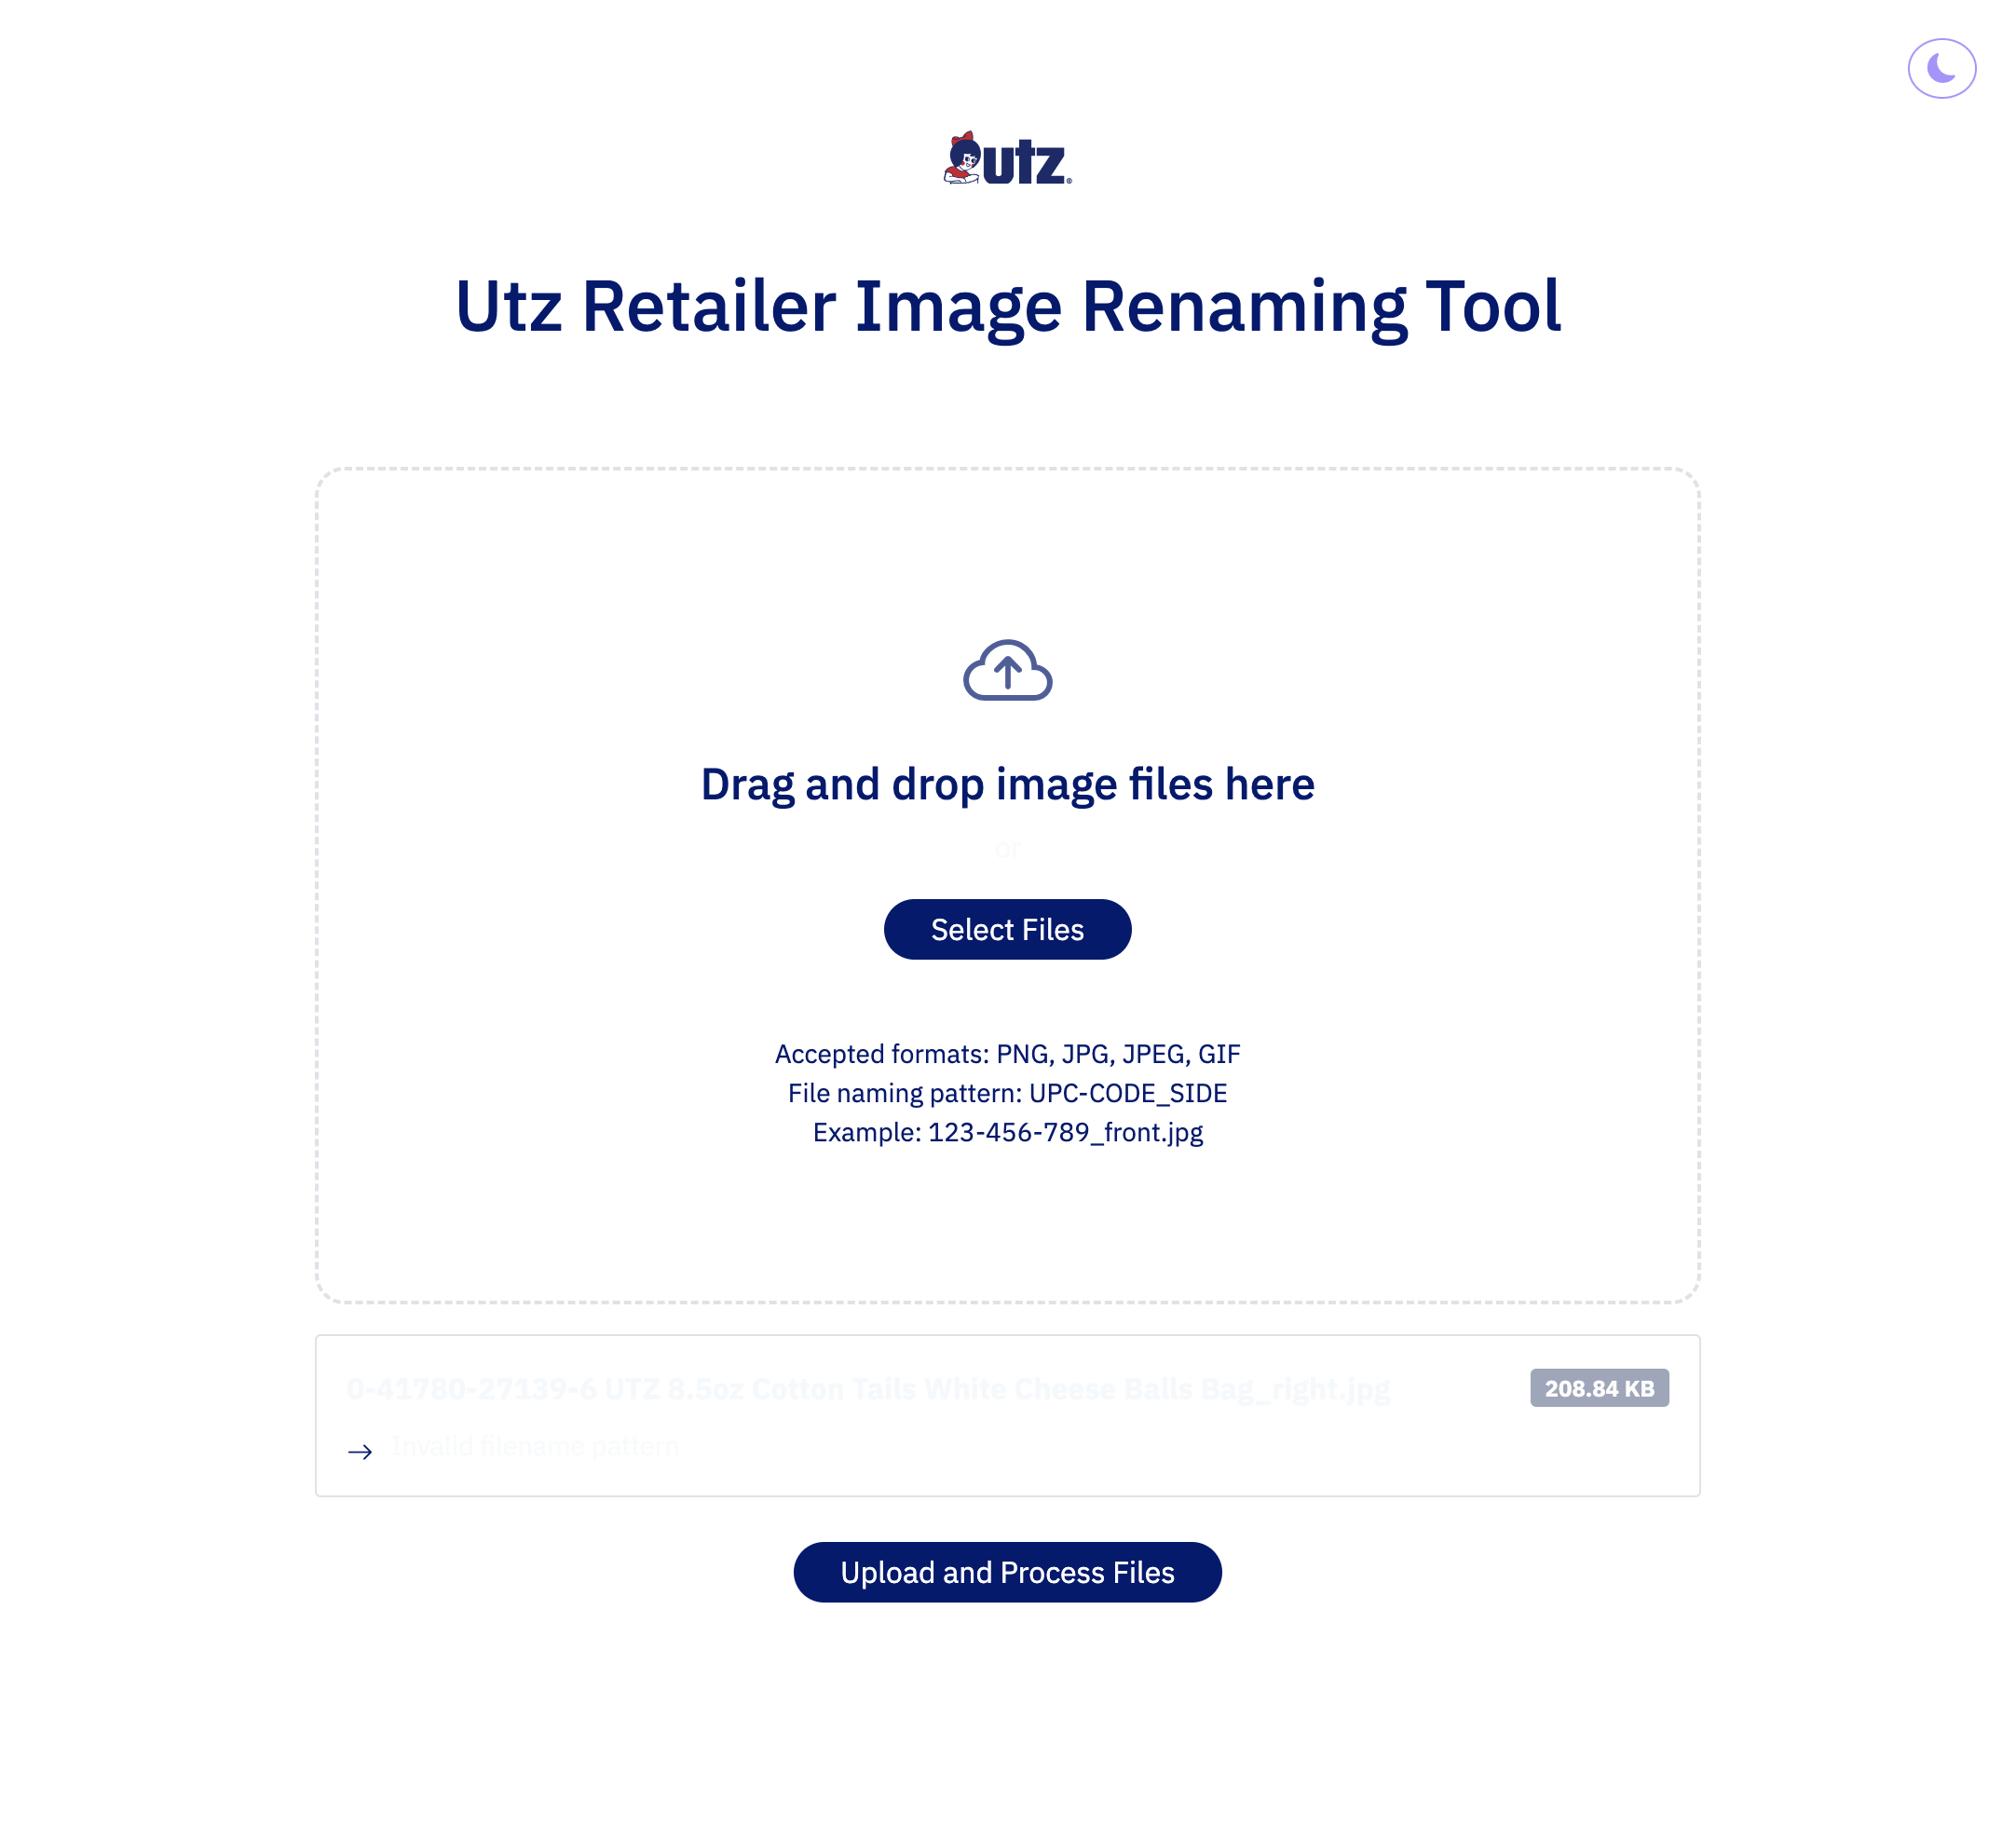 utz®
Utz Retailer Image Renaming Tool
Drag and drop image files here
or
Select Files
Accepted formats: PNG, JPG, JPEG, GIF
File naming pattern: UPC-CODE_SIDE
Example: 123-456-789_front.jpg
0-41780-27139-6 UTZ 8.5oz Cotton Tails White Cheese Balls Bag_right.jpg
208.84 KB
Invalid filename pattern
Upload and Process Files